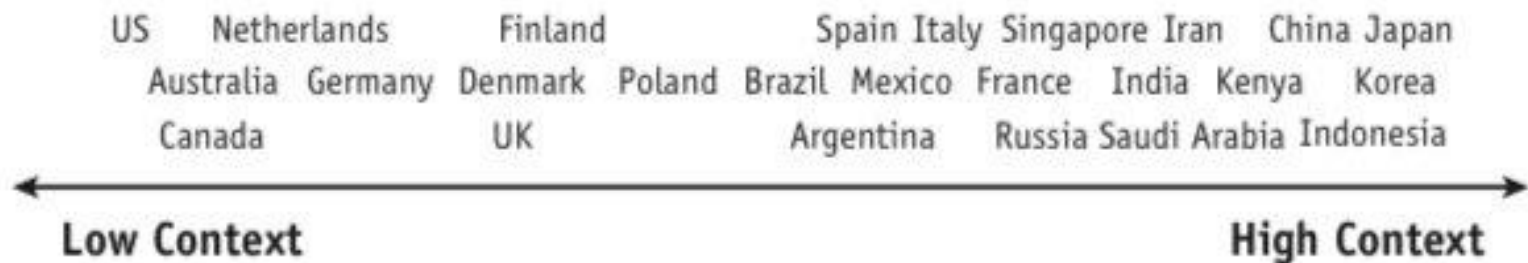 US Netherlands Finland Spain Italy Singapore Iran China Japan
Australia Germany Denmark Poland Brazil Mexico France India Kenya Korea
Canada UK Argentina Russia Saudi Arabia Indonesia
Low Context High Context